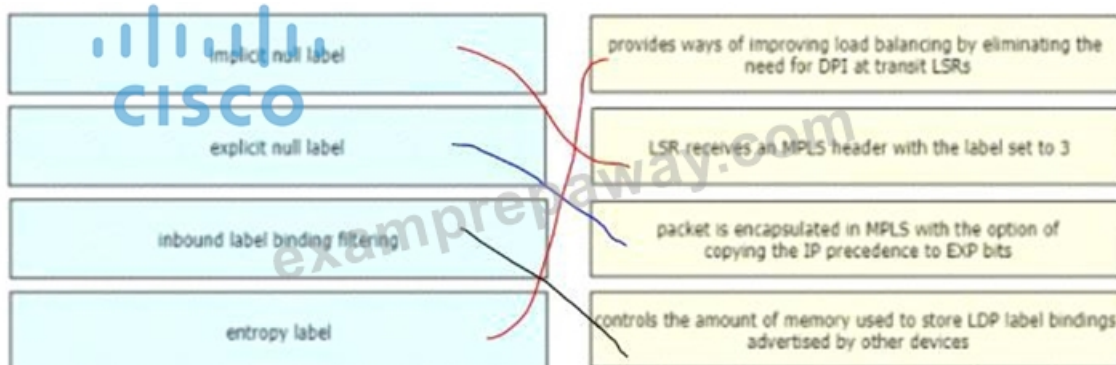 implicit null label
CISCO
explicit null label
inbound label binding filtering
entropy label
provides ways of improving load balancing by eliminating the
need for DPI at transit LSRs
LSR receives an MPLS header with the label set to 3
packet is encapsulated in MPLS with the option of
copying the IP precedence to EXP bits
controls the amount of memory used to store LDP label bindings
advertised by other devices
examprepaway.com